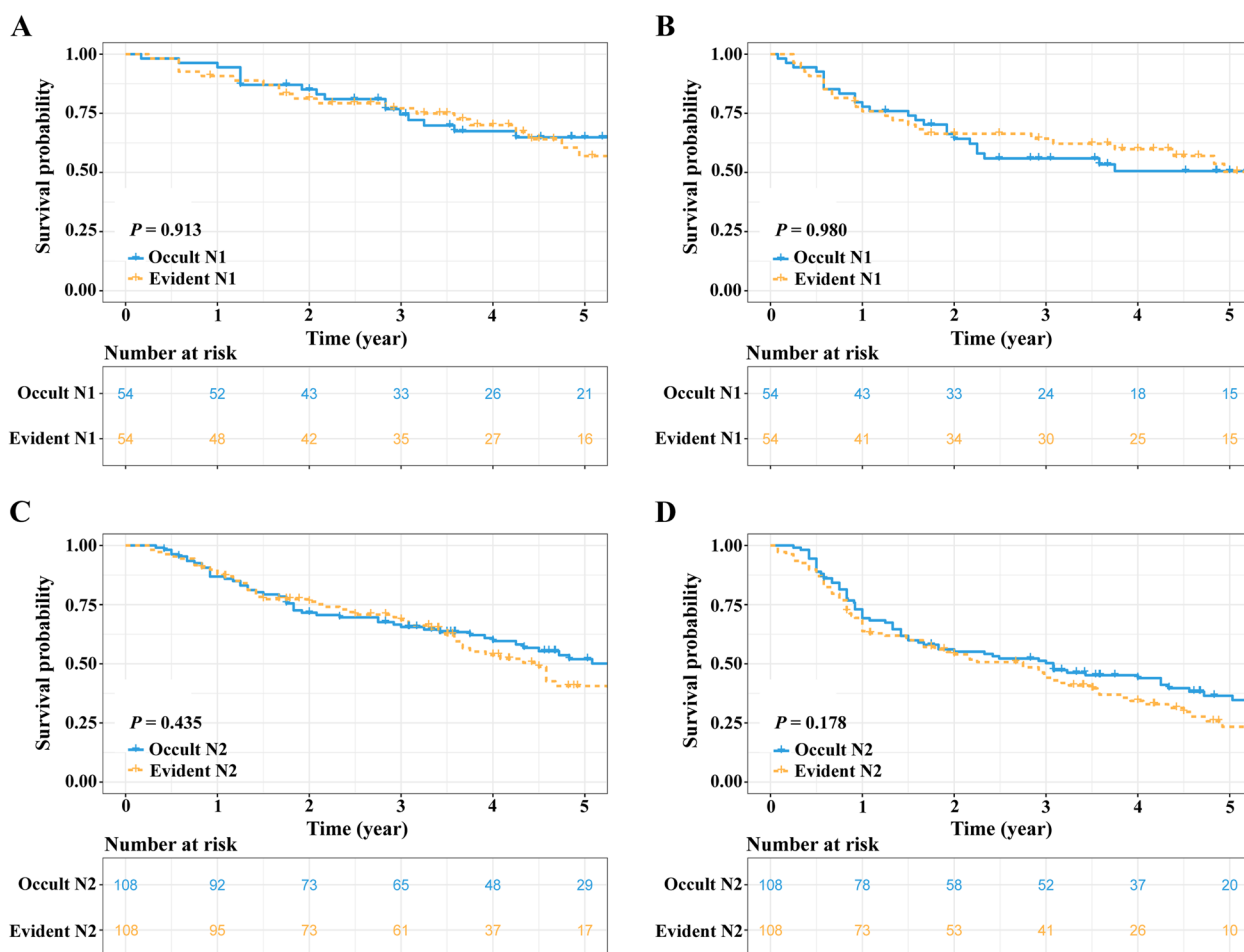 A
Survival probability
1.00
0.75
0.50
0.25
0.00
P = 0.913
Occult N1
Evident N1
0 1 2 3 4 5
Time (year)
Number at risk
Occult N1 54 52 43 33 26 21
Evident N1 54 48 42 35 27 16
B
Survival probability
1.00
0.75
0.50
0.25
0.00
P = 0.980
Occult N1
Evident N1
0 1 2 3 4 5
Time (year)
Number at risk
Occult N1 54 43 33 24 18 15
Evident N1 54 41 34 30 25 15
C
Survival probability
1.00
0.75
0.50
0.25
0.00
P = 0.435
Occult N2
Evident N2
0 1 2 3 4 5
Time (year)
Number at risk
Occult N2 108 92 73 65 48 29
Evident N2 108 95 73 61 37 17
D
Survival probability
1.00
0.75
0.50
0.25
0.00
P = 0.178
Occult N2
Evident N2
0 1 2 3 4 5
Time (year)
Number at risk
Occult N2 108 78 58 52 37 20
Evident N2 108 73 53 41 26 10